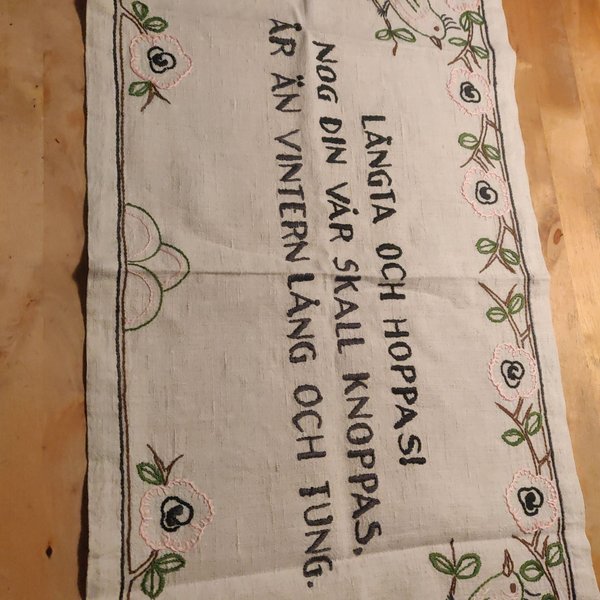 LÄNGTA OCH HOPPAS!
NOG DIN VÅR SKALL KNOPPAS,
ÄR ÄN VINTERN LÅNG OCH TUNG.